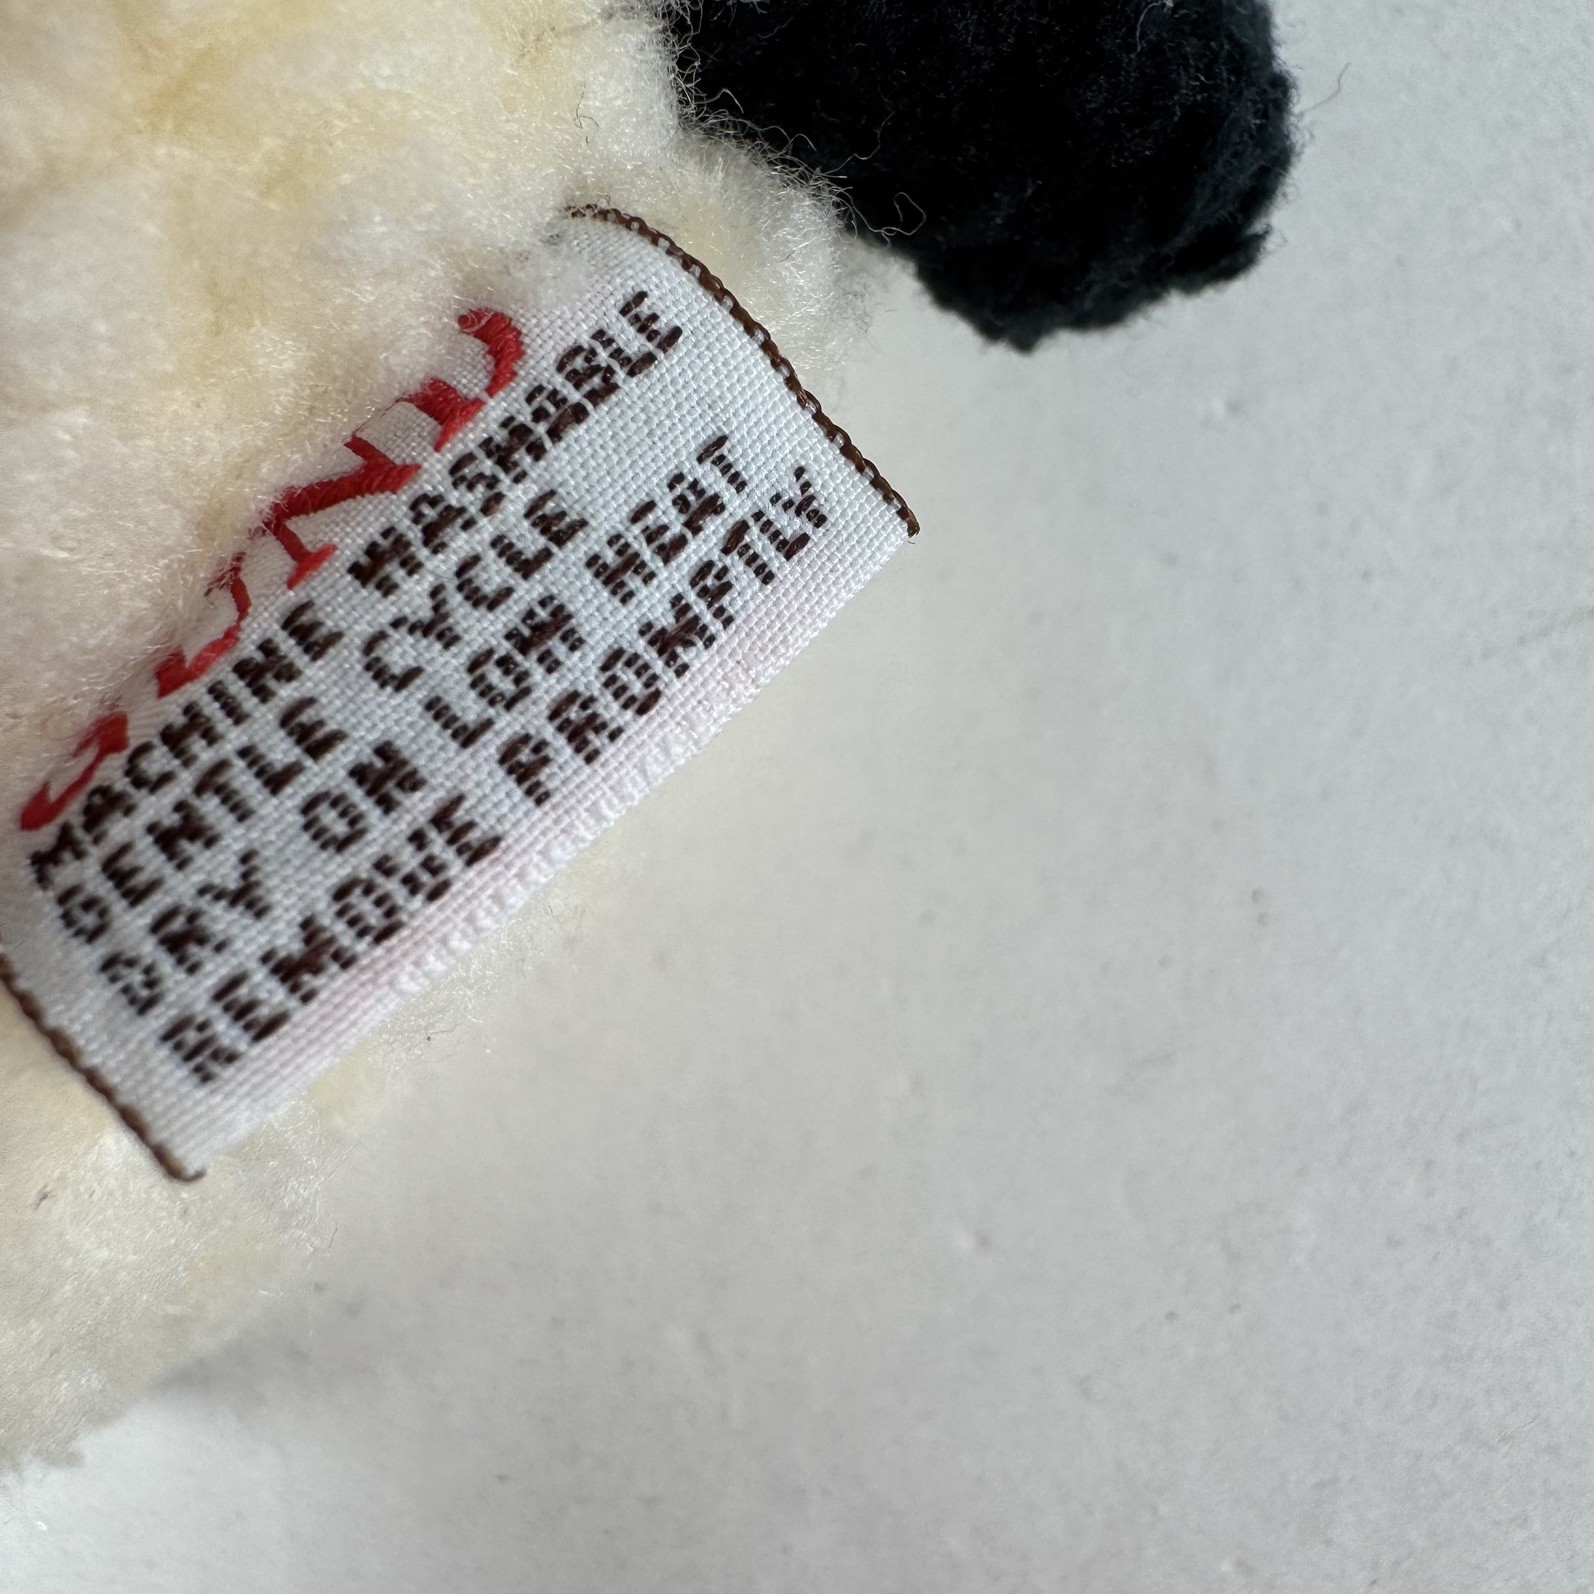 MACHINE WASHABLE
GENTLE CYCLE
DRY ON LOW HEAT
REMOVE PROMPTLY